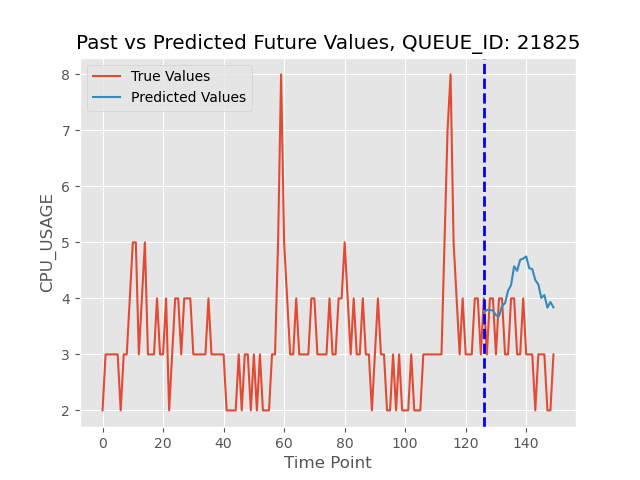 Past vs Predicted Future Values, QUEUE_ID: 21825
True Values
Predicted Values
CPU_USAGE
8
7
6
5
4
3
2
0 20 40 60 80 100 120 140
Time Point